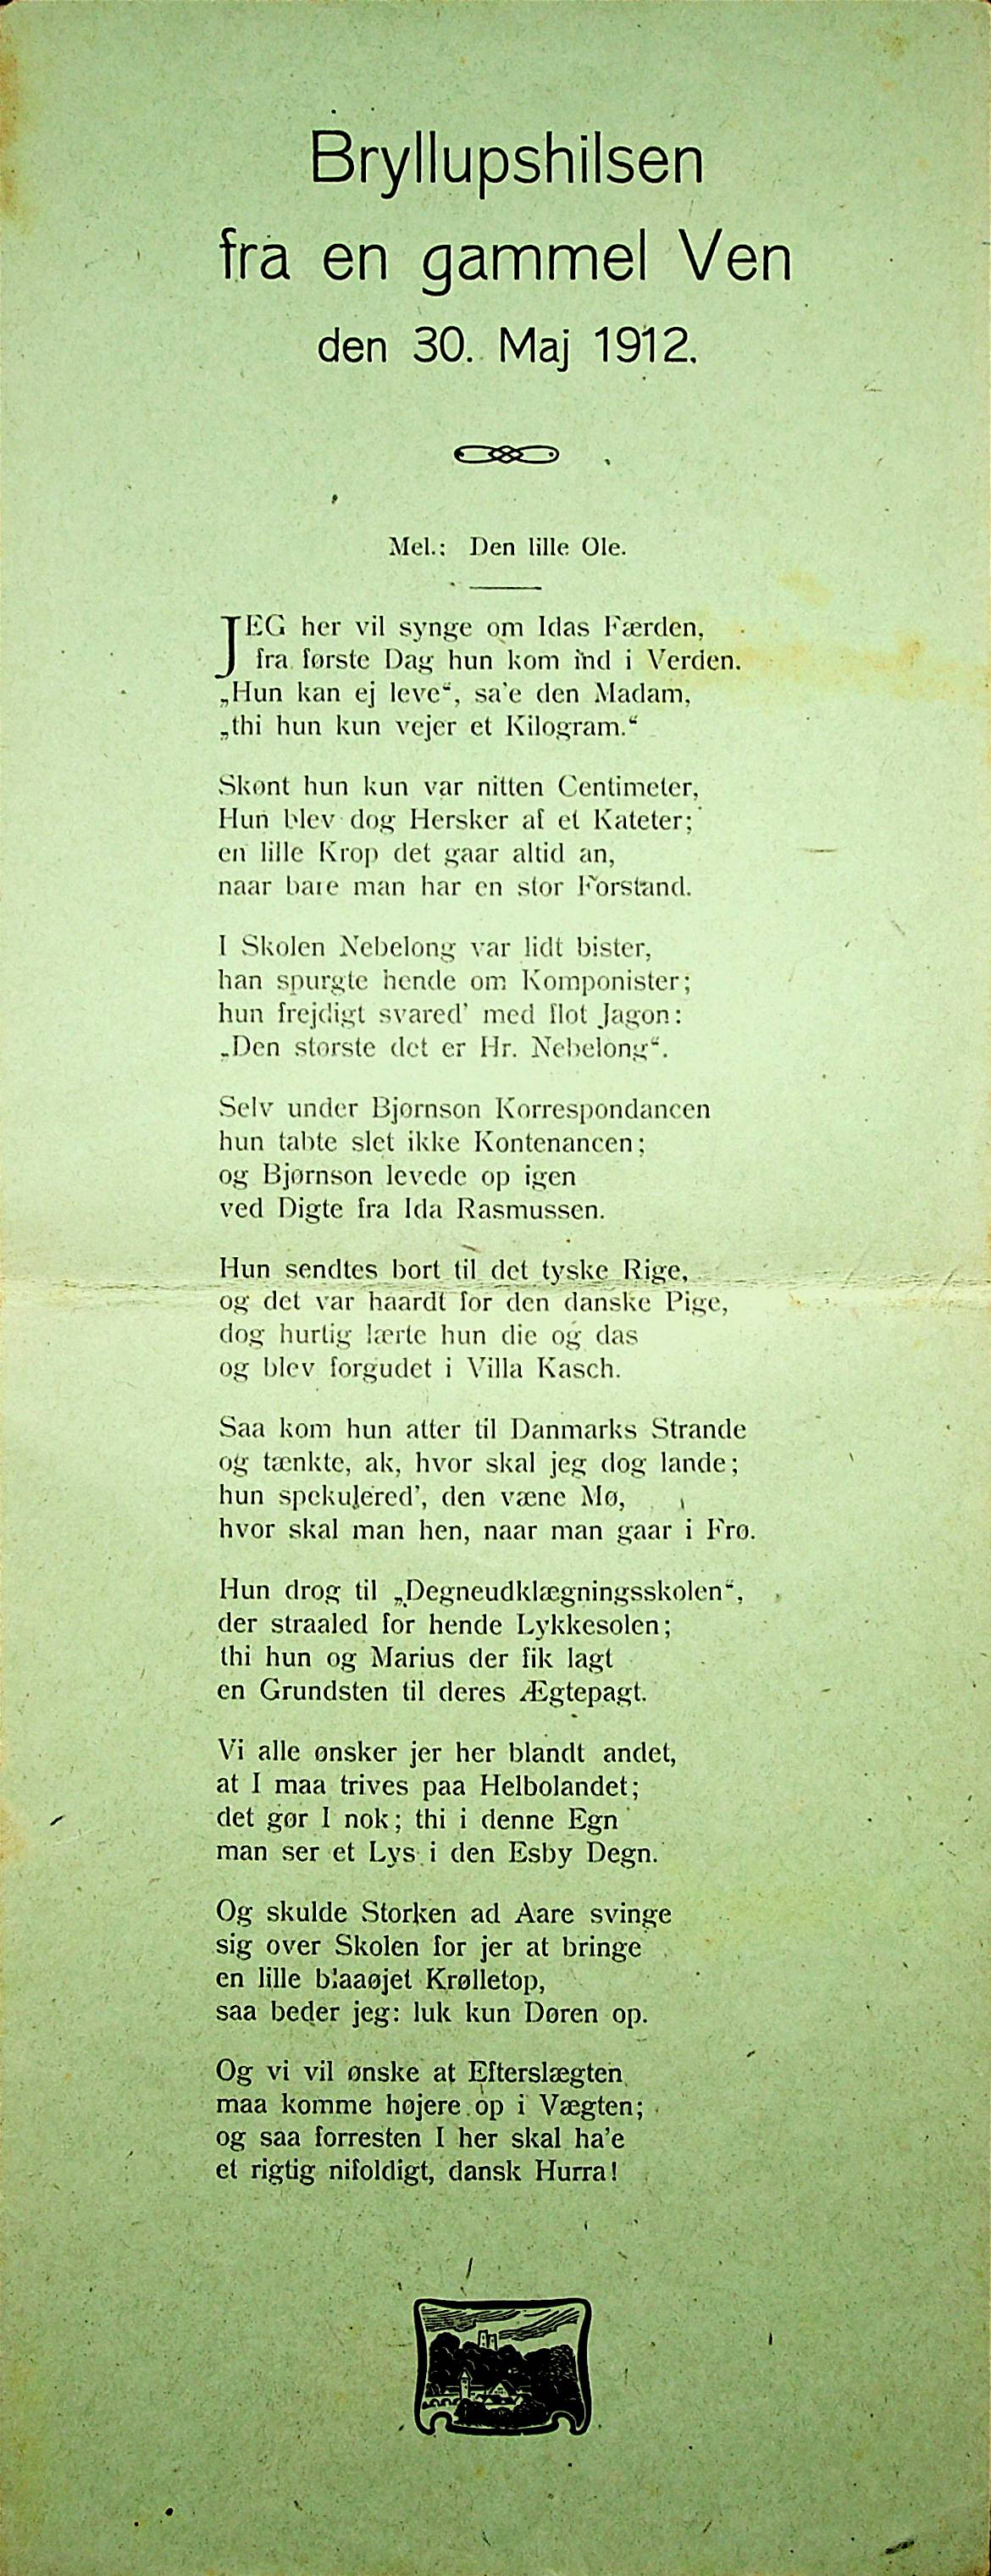 Bryllupshilsen
fra en gammel Ven
den 30. Maj 1912.
Mel.: Den lille Ole.
JEG her vil synge om Idas Færden,
fra første Dag hun kom ind i Verden.
„Hun kan ej leve“, sa'e den Madam,
„thi hun kun vejer et Kilogram.“
Skønt hun kun var nitten Centimeter,
Hun blev dog Hersker af et Kateter;
en lille Krop det gaar altid an,
naar bare man har en stor Forstand.
I Skolen Nebelong var lidt bister,
han spurgte hende om Komponister;
hun frejdigt svared' med flot Jagon:
„Den største det er Hr. Nebelong“.
Selv under Bjørnson Korrespondancen
hun tabte slet ikke Kontenancen;
og Bjørnson levede op igen
ved Digte fra Ida Rasmussen.
Hun sendtes bort til det tyske Rige,
og det var haardt for den danske Pige,
dog hurtig lærte hun die og das
og blev forgudet i Villa Kasch.
Saa kom hun atter til Danmarks Strande
og tænkte, ak, hvor skal jeg dog lande;
hun spekulered', den væne Mø,
hvor skal man hen, naar man gaar i Frø.
Hun drog til „Degneudklægningsskolen“,
der straaled for hende Lykkesolen;
thi hun og Marius der fik lagt
en Grundsten til deres Ægtepagt.
Vi alle ønsker jer her blandt andet,
at I maa trives paa Helbolandet;
det gør I nok; thi i denne Egn
man ser et Lys i den Esby Degn.
Og skulde Storken ad Aare svinge
sig over Skolen for jer at bringe
en lille blaaøjet Krølletop,
saa beder jeg: luk kun Døren op.
Og vi vil ønske at Efterslægten
maa komme højere op i Vægten;
og saa forresten I her skal ha'e
et rigtig nifoldigt, dansk Hurra!